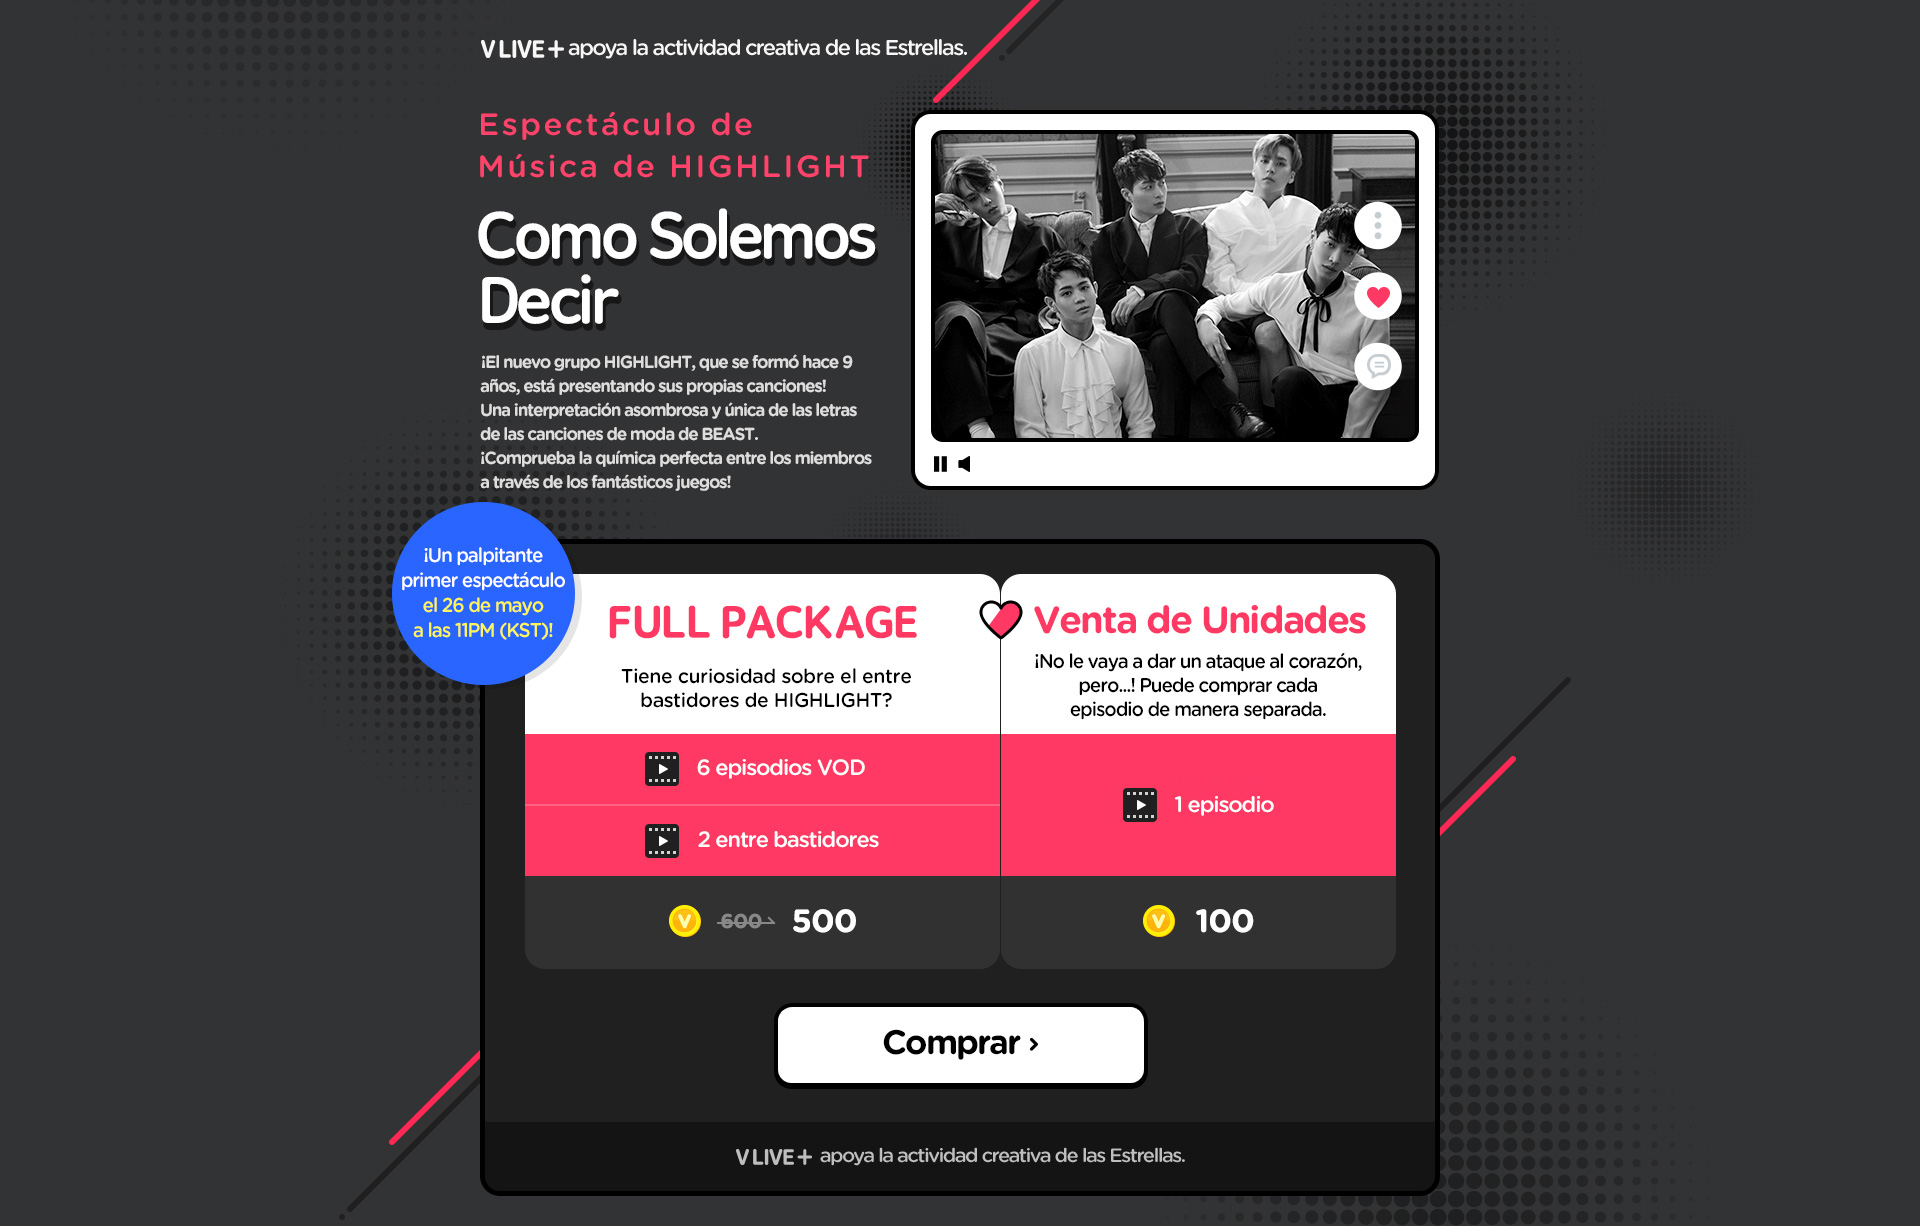 V LIVE+ apoya la actividad creativa de las Estrellas.
Espectáculo de
Música de HIGHLIGHT
Como Solemos
Decir
¡El nuevo grupo HIGHLIGHT, que se formó hace 9
años, está presentando sus propias canciones!
Una interpretación asombrosa y única de las letras
de las canciones de moda de BEAST.
¡Comprueba la química perfecta entre los miembros
a través de los fantásticos juegos!
¡Un palpitante
primer espectáculo
el 26 de mayo
a las 11PM (KST)!
FULL PACKAGE
Tiene curiosidad sobre el entre
bastidores de HIGHLIGHT?
6 episodios VOD
2 entre bastidores
V 600 500
Venta de Unidades
¡No le vaya a dar un ataque al corazón,
pero...! Puede comprar cada
episodio de manera separada.
1 episodio
V 100
Comprar ›
V LIVE+ apoya la actividad creativa de las Estrellas.